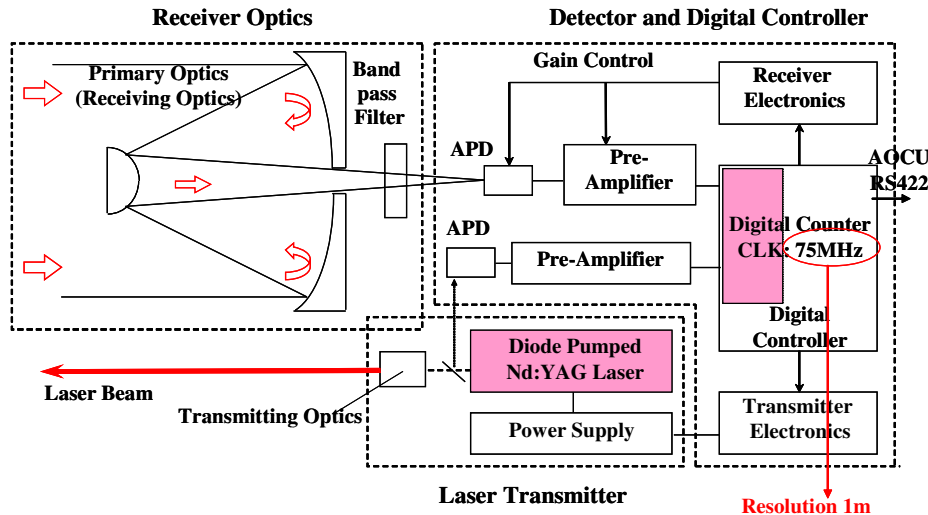 Receiver Optics
Detector and Digital Controller
Primary Optics
(Receiving Optics)
Band
pass
Filter
Gain Control
Receiver
Electronics
APD
Pre-
Amplifier
AOCU
RS422
Digital Counter
CLK: 75MHz
APD
Pre-Amplifier
Digital
Controller
Diode Pumped
Nd:YAG Laser
Laser Beam
Transmitting Optics
Power Supply
Transmitter
Electronics
Laser Transmitter
Resolution 1m